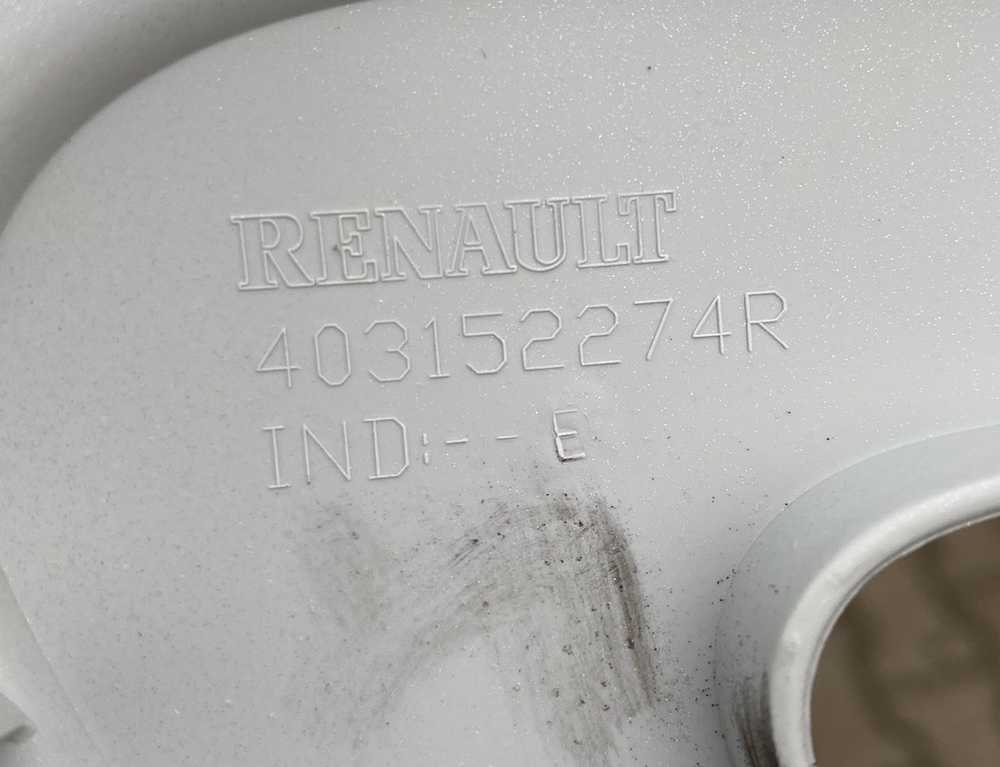 RENAULT
403152274R
IND:--E